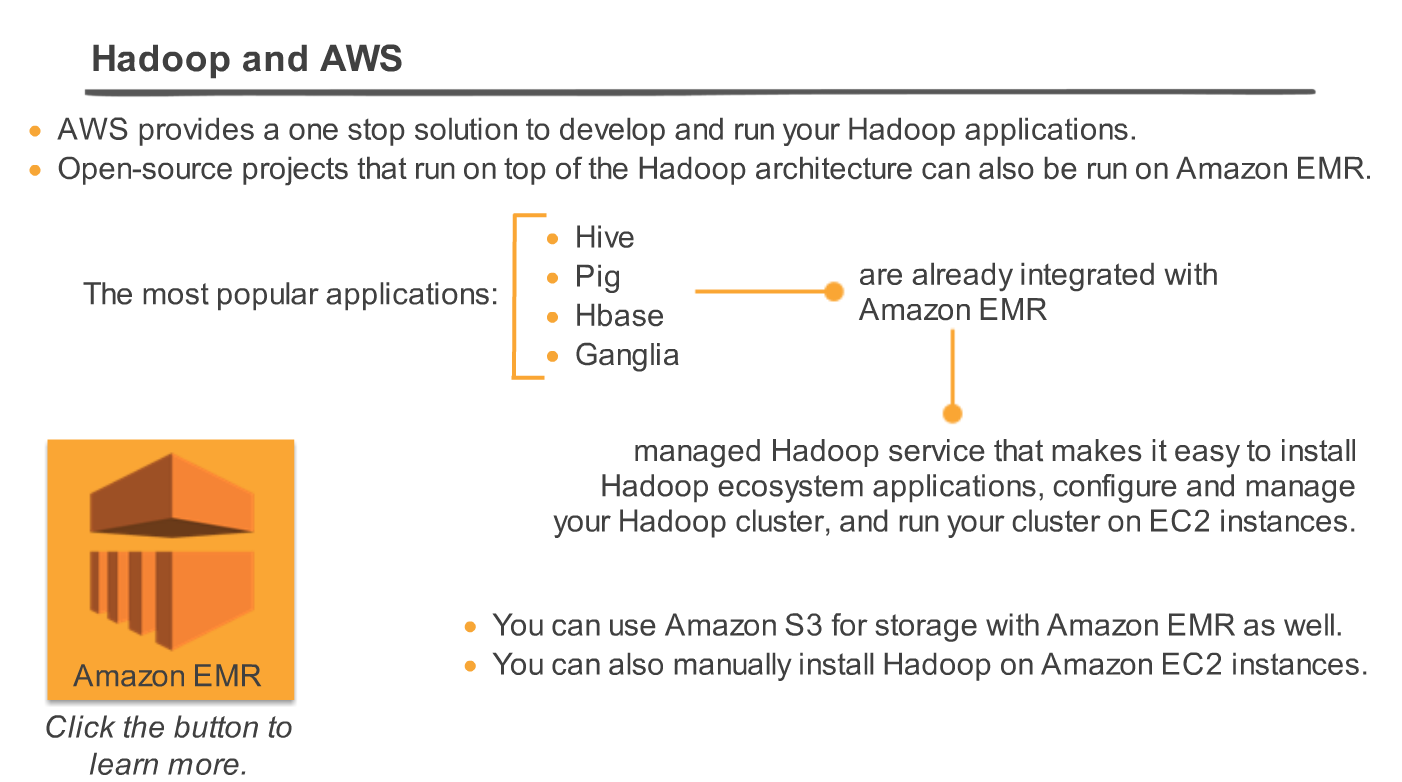 Hadoop and AWS
• AWS provides a one stop solution to develop and run your Hadoop applications.
• Open-source projects that run on top of the Hadoop architecture can also be run on Amazon EMR.
The most popular applications:
• Hive
• Pig
• Hbase
• Ganglia
are already integrated with
Amazon EMR
managed Hadoop service that makes it easy to install
Hadoop ecosystem applications, configure and manage
your Hadoop cluster, and run your cluster on EC2 instances.
Amazon EMR
Click the button to
learn more.
• You can use Amazon S3 for storage with Amazon EMR as well.
• You can also manually install Hadoop on Amazon EC2 instances.